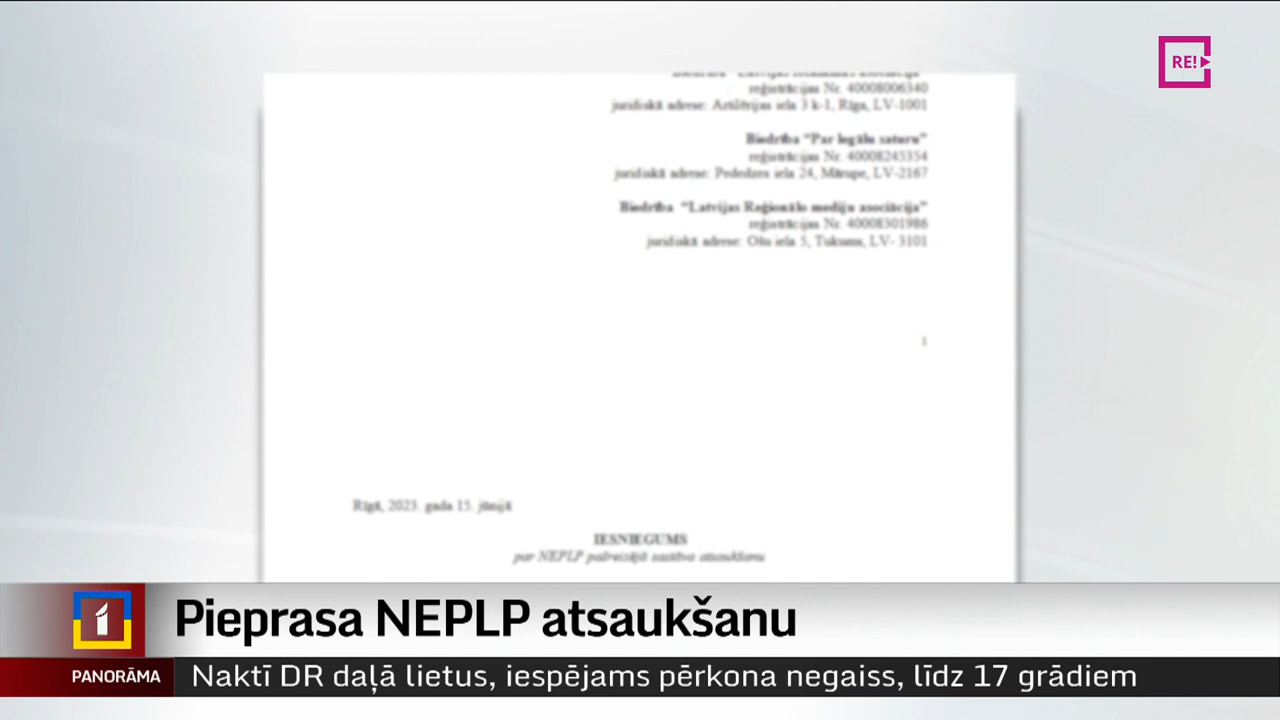 RE!
reģistrācijas Nr. 40008006340
juridiskā adrese: Artilērijas iela 3 k-1, Rīga, LV-1001
Biedrība “Par legālu saturu”
reģistrācijas Nr. 40008245354
juridiskā adrese: Pededzes iela 24, Mārupe, LV-2167
Biedrība “Latvijas Reģionālo mediju asociācija”
reģistrācijas Nr. 40008301986
juridiskā adrese: Ošu iela 5, Tukums, LV- 3101
1
Rīgā, 2023. gada 15. jūnijā
IESNIEGUMS
par NEPLP pašreizējā sastāva atsaukšanu
1
Pieprasa NEPLP atsaukšanu
PANORĀMA
Naktī DR daļā lietus, iespējams pērkona negaiss, līdz 17 grādiem